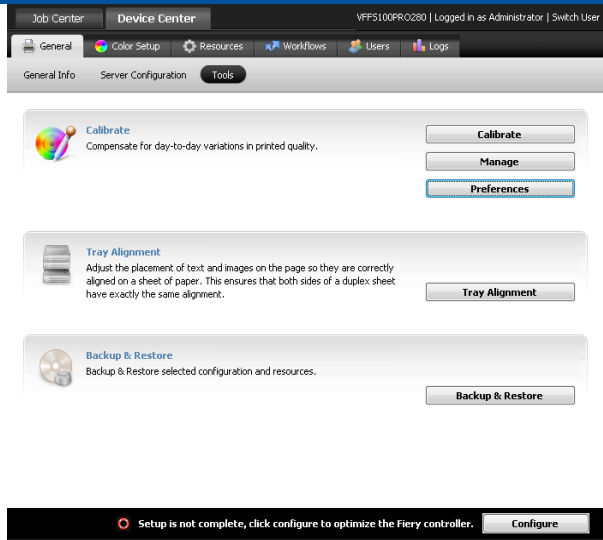 Job Center Device Center VFFS100PRO280 | Logged in as Administrator | Switch User
General Color Setup Resources Workflows Users Logs
General Info Server Configuration Tools
Calibrate
Compensate for day-to-day variations in printed quality.
Calibrate
Manage
Preferences
Tray Alignment
Adjust the placement of text and images on the page so they are correctly
aligned on a sheet of paper. This ensures that both sides of a duplex sheet
have exactly the same alignment.
Tray Alignment
Backup & Restore
Backup & Restore selected configuration and resources.
Backup & Restore
Setup is not complete, click configure to optimize the Fiery controller. Configure